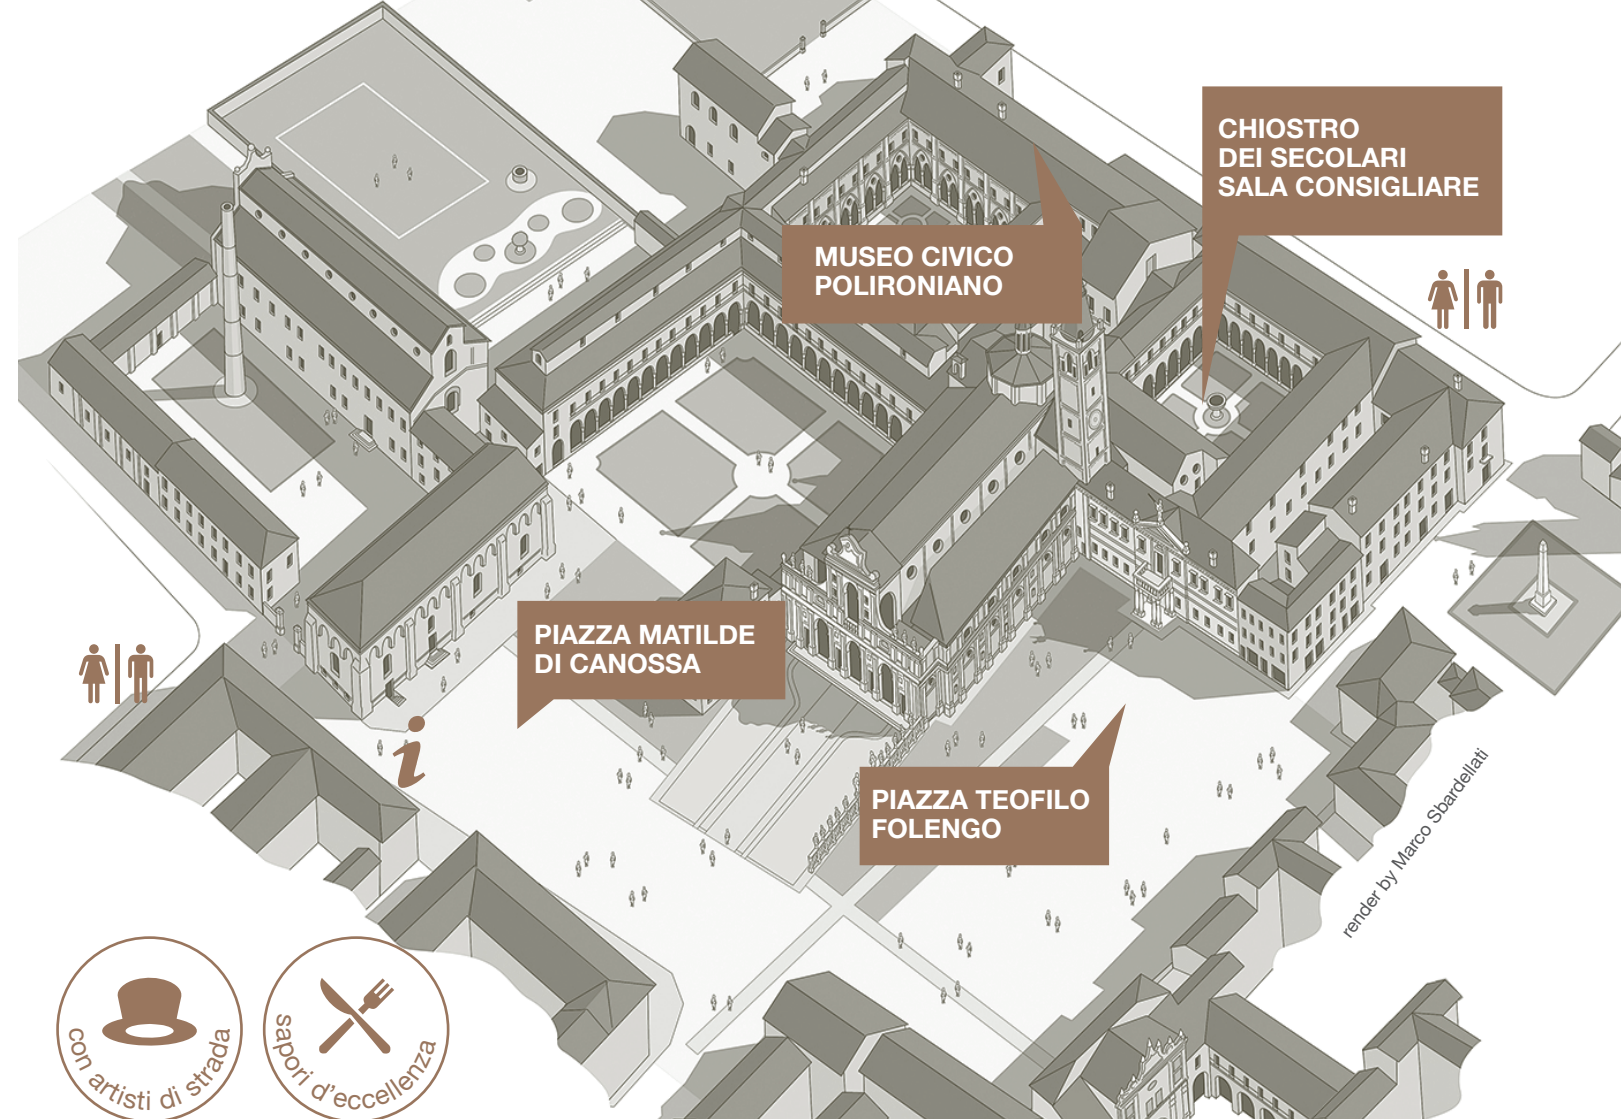 CHIOSTRO
DEI SECOLARI
SALA CONSIGLIARE
MUSEO CIVICO
POLIRONIANO
PIAZZA MATILDE
DI CANOSSA
i
PIAZZA TEOFILO
FOLENGO
render by Marco Sbardellati
con artisti di strada
sapori d'eccellenza